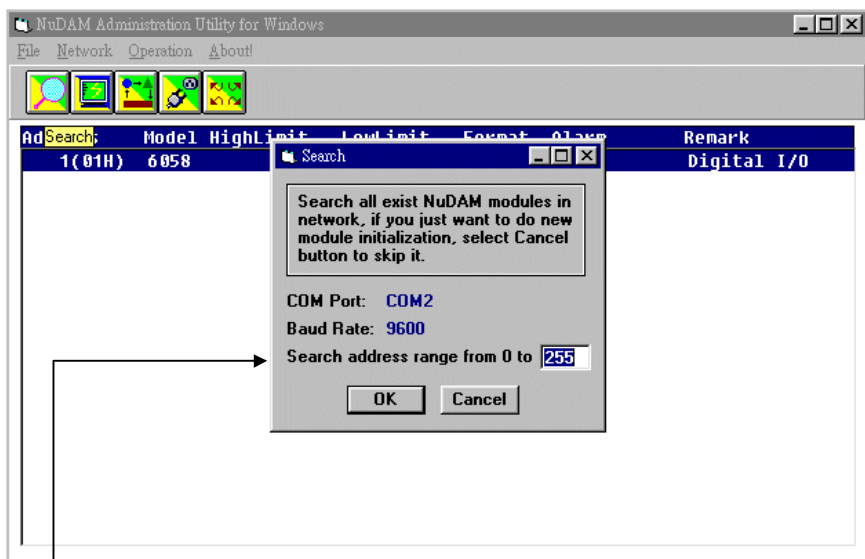 NuDAM Administration Utility for Windows
File Network Operation About!
Ad Search s Model HighLimit LowLimit Format Alarm Remark
1(01H) 6058 Digital I/O
Search
Search all exist NuDAM modules in
network, if you just want to do new
module initialization, select Cancel
button to skip it.
COM Port: COM2
Baud Rate: 9600
Search address range from 0 to 255
OK Cancel